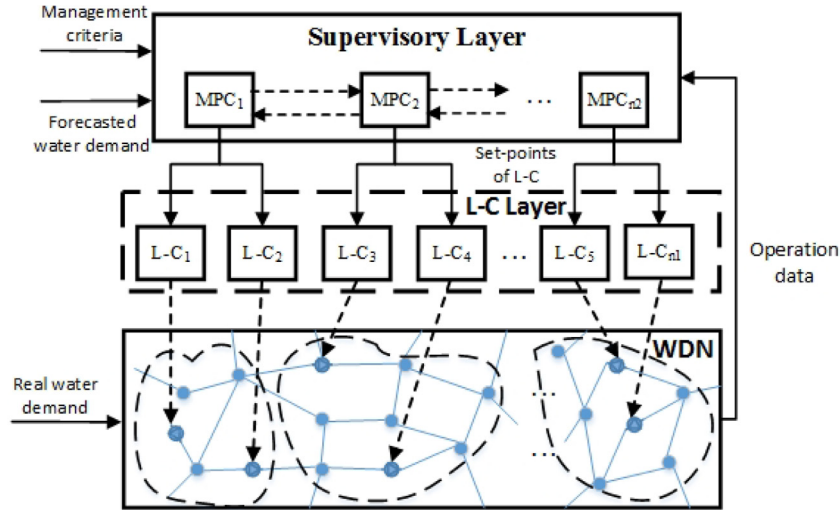 Management
criteria
Supervisory Layer
MPC1
MPC2
...
MPCn2
Forecasted
water demand
Set-points
of L-C
L-C Layer
L-C1
L-C2
L-C3
L-C4
...
L-C5
L-Cn1
Operation
data
WDN
Real water
demand
...
...